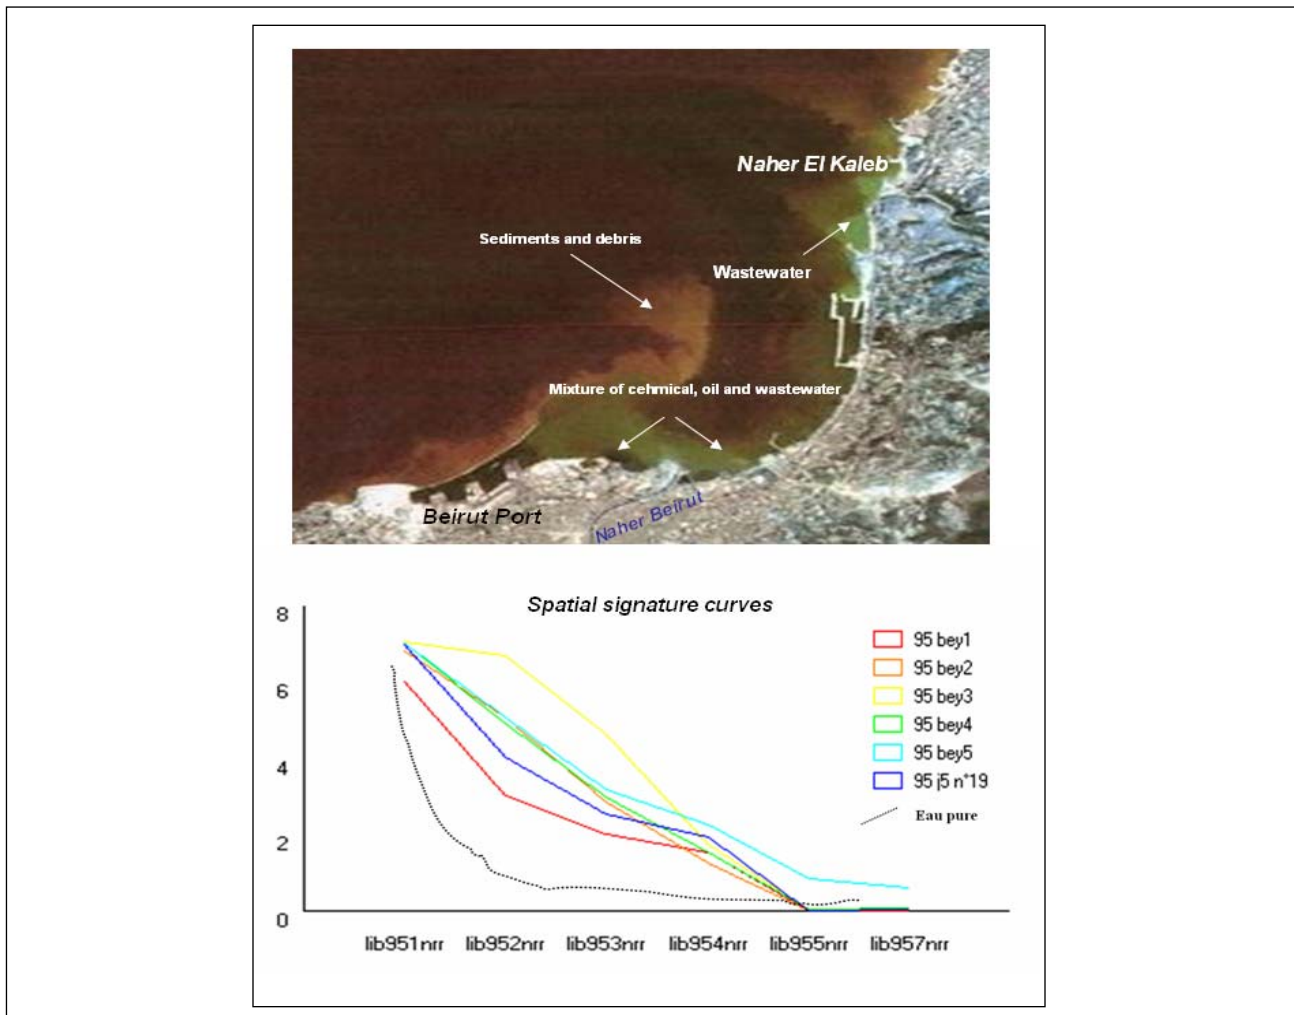 Naher El Kaleb
Sediments and debris
Wastewater
Mixture of cehmical, oil and wastewater
Beirut Port
Naher Beirut
Spatial signature curves
8
6
4
2
0
95 bey1
95 bey2
95 bey3
95 bey4
95 bey5
95 j5 n°19
Eau pure
lib951nrr lib952nrr lib953nrr lib954nrr lib955nrr lib957nrr